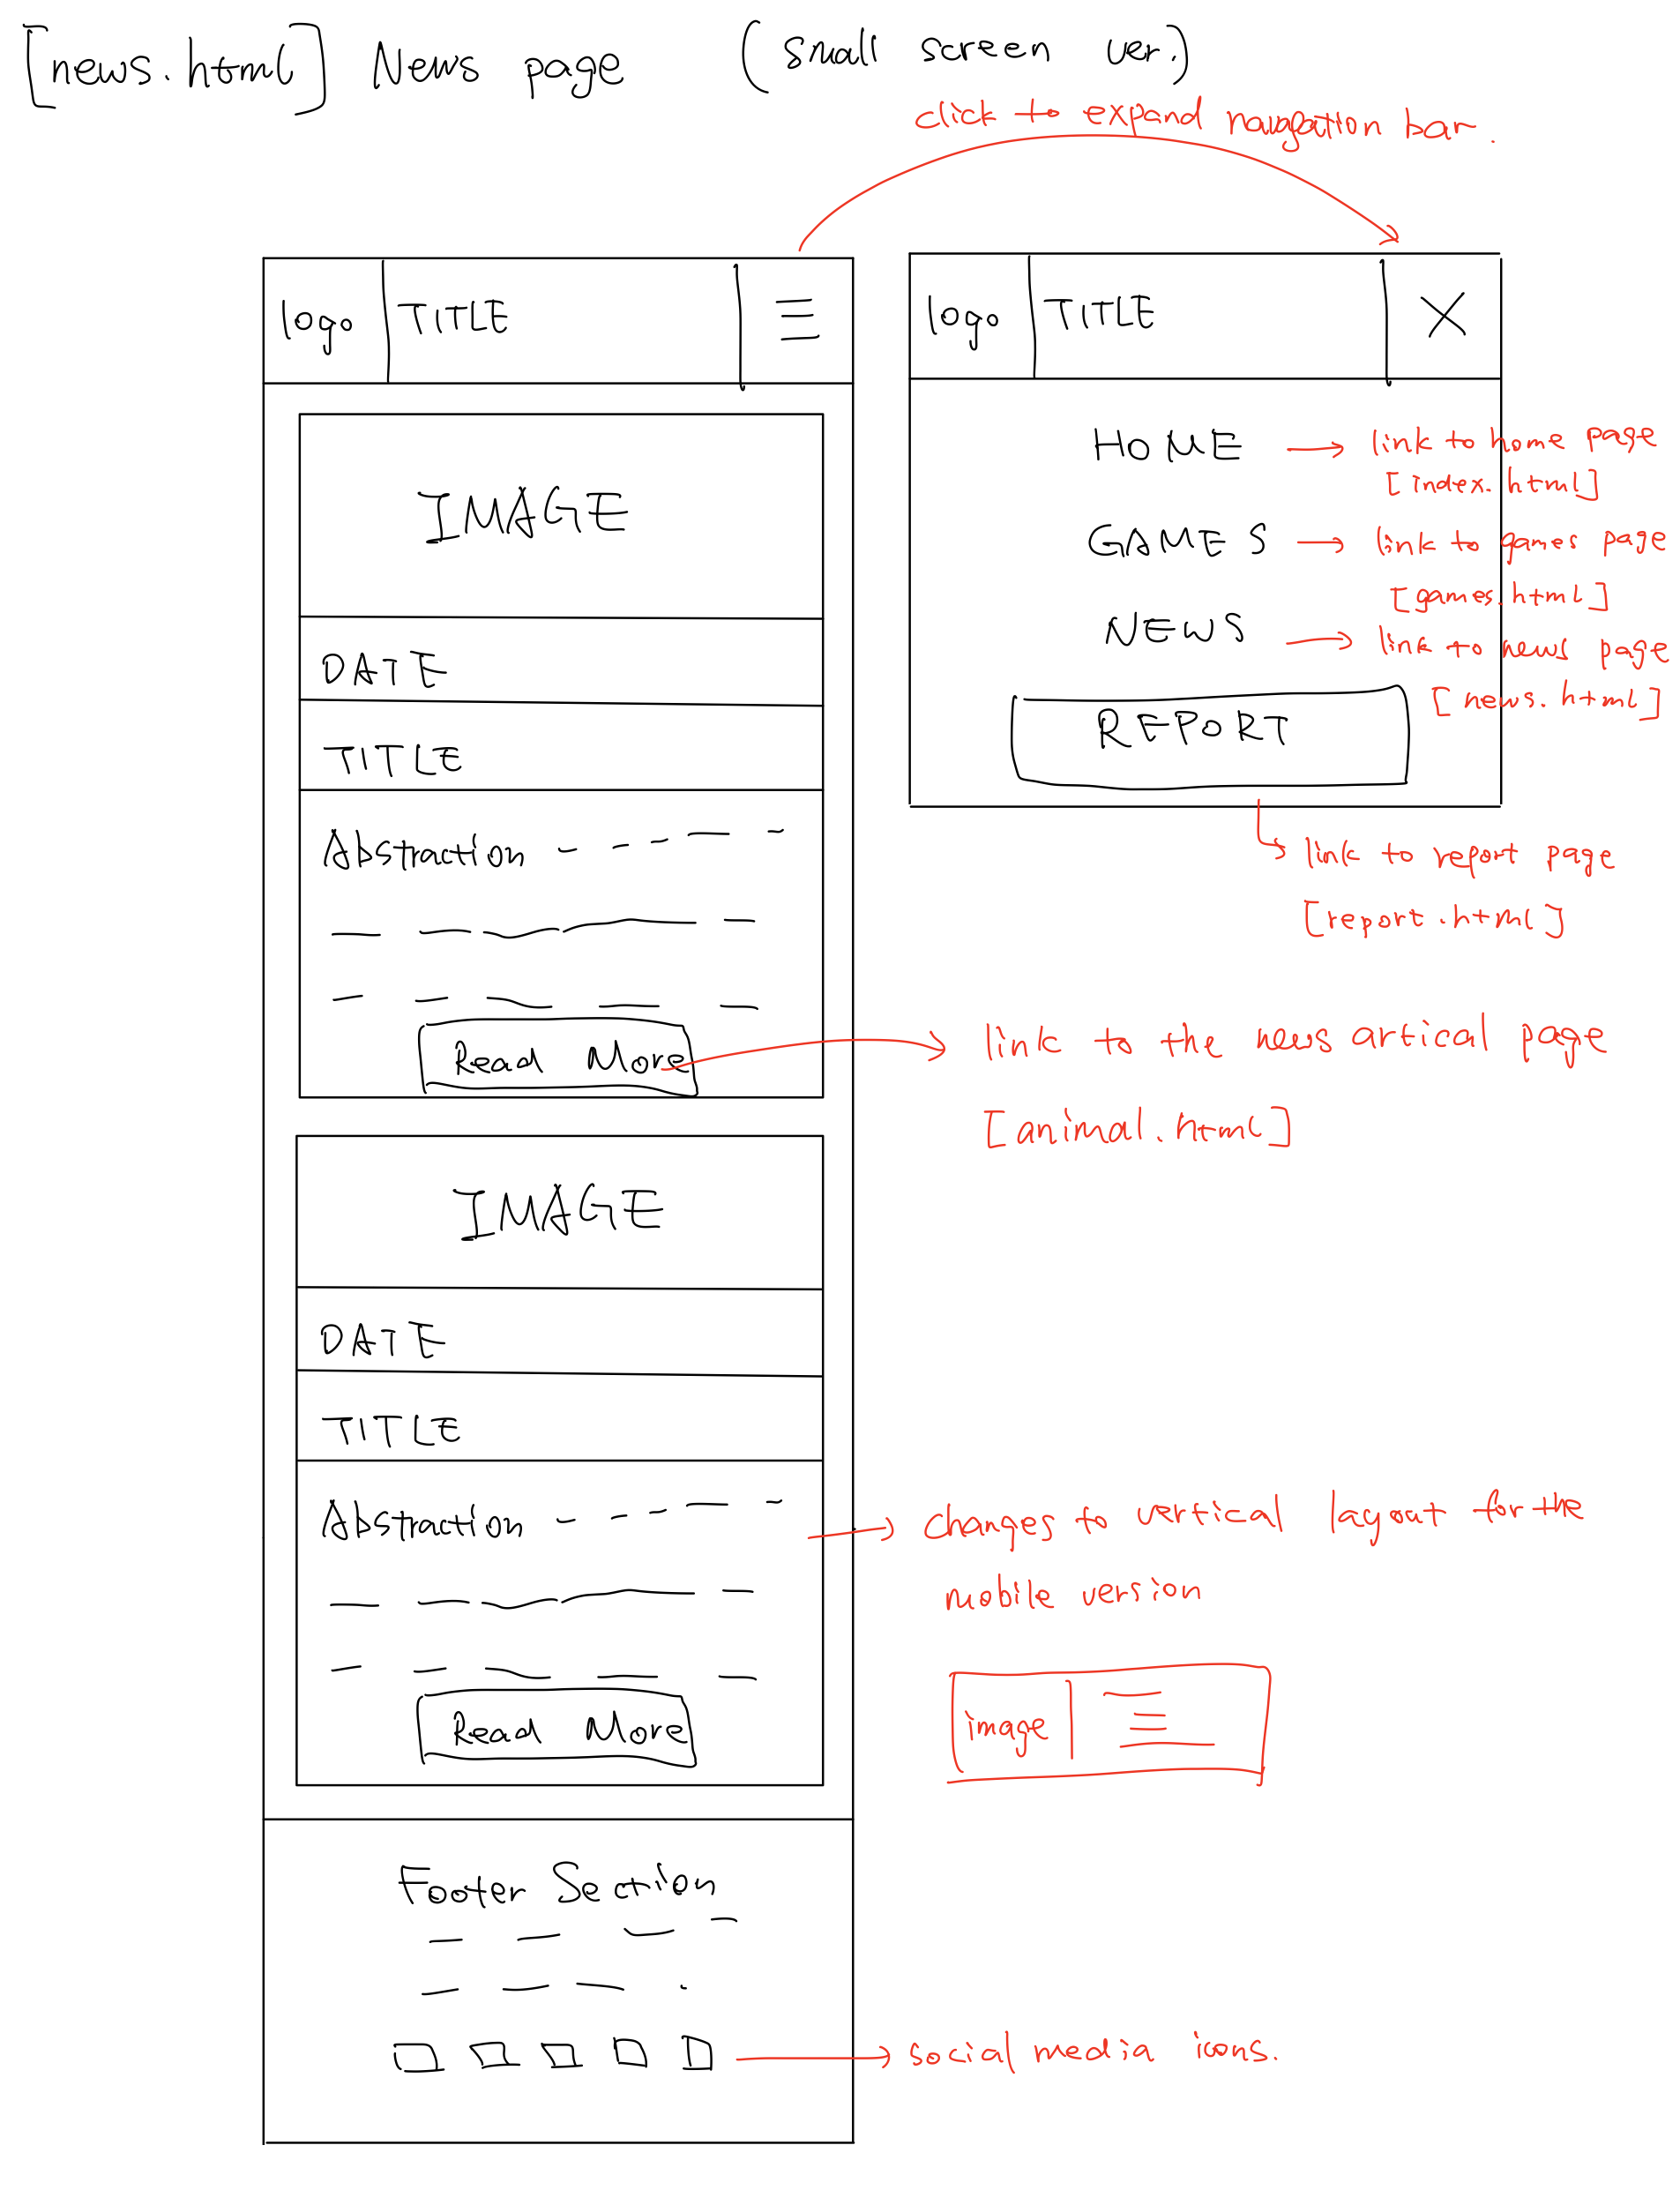 [news.html] News page (small screen ver.)
click to expand navagation bar.
logo TITLE
IMAGE
DATE
TITLE
Abstraction
Read More
IMAGE
DATE
TITLE
Abstraction
Read More
Footer Section
logo TITLE X
HOME
link to home page
[index.html]
GAMES
link to games page
[games.html]
NEWS
link to news page
[news.html]
REPORT
link to report page
[report.html]
link to the news artical page
[animal.html]
changes to vertical layout for the
mobile version
image
social media icons.